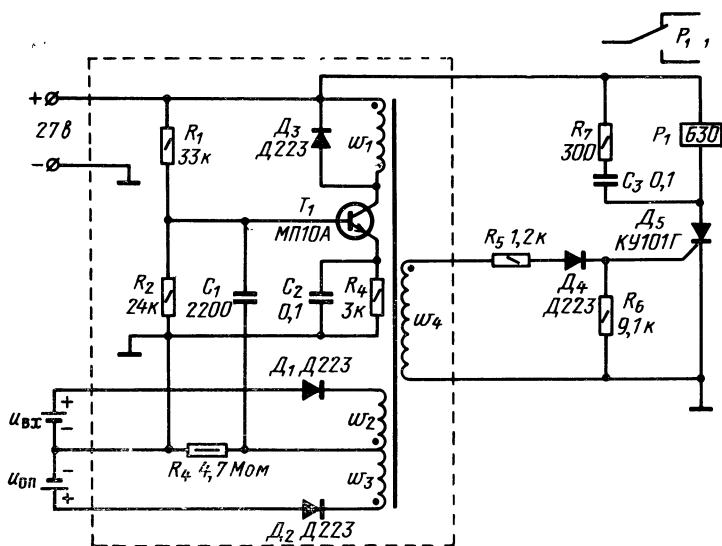 P₁ ₁
+
27 в
−
R₁
33к
Д₃
Д223
w₁
R₇
300
P₁
630
C₃ 0,1
T₁
МП10А
Д₅
КУ101Г
R₅ 1,2к
R₂
24к
C₁
2200
C₂
0,1
R₄
3к
w₄
Д₄
Д223
R₆
9,1к
Д₁ Д223
+
uвх
−
w₂
R₄ 4,7 Мом
−
uоп
+
w₃
Д₂ Д223